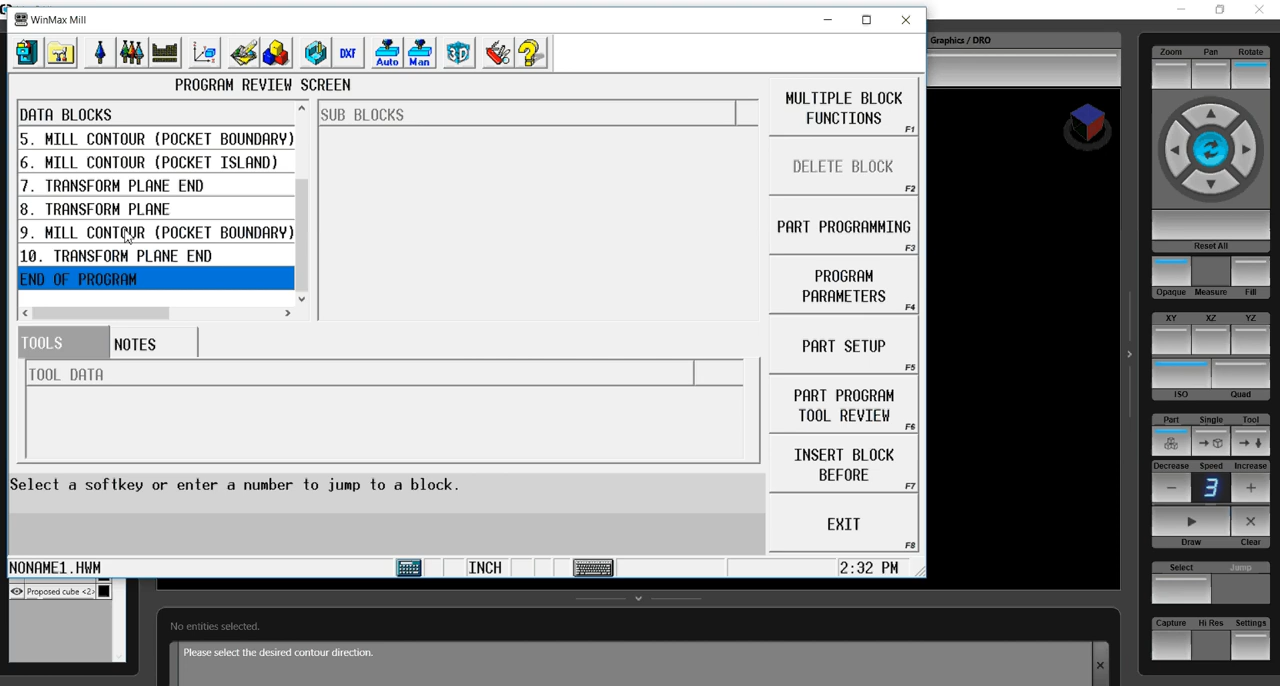 WinMax Mill
Graphics / DRO
DXF
Auto
Man
3D
PROGRAM REVIEW SCREEN
DATA BLOCKS
5. MILL CONTOUR (POCKET BOUNDARY)
6. MILL CONTOUR (POCKET ISLAND)
7. TRANSFORM PLANE END
8. TRANSFORM PLANE
9. MILL CONTOUR (POCKET BOUNDARY)
10. TRANSFORM PLANE END
END OF PROGRAM
SUB BLOCKS
TOOLS
NOTES
TOOL DATA
Select a softkey or enter a number to jump to a block.
NONAME1.HWM
INCH
2:32 PM
MULTIPLE BLOCK
FUNCTIONS
F1
DELETE BLOCK
F2
PART PROGRAMMING
F3
PROGRAM
PARAMETERS
F4
PART SETUP
F5
PART PROGRAM
TOOL REVIEW
F6
INSERT BLOCK
BEFORE
F7
EXIT
F8
Proposed cube <2>
No entities selected.
Please select the desired contour direction.
Zoom Pan Rotate
Reset All
Opaque Measure Fill
XY XZ YZ
ISO Quad
Part Single Tool
Decrease Speed Increase
3
Draw Clear
Select Jump
Capture Hi Res Settings